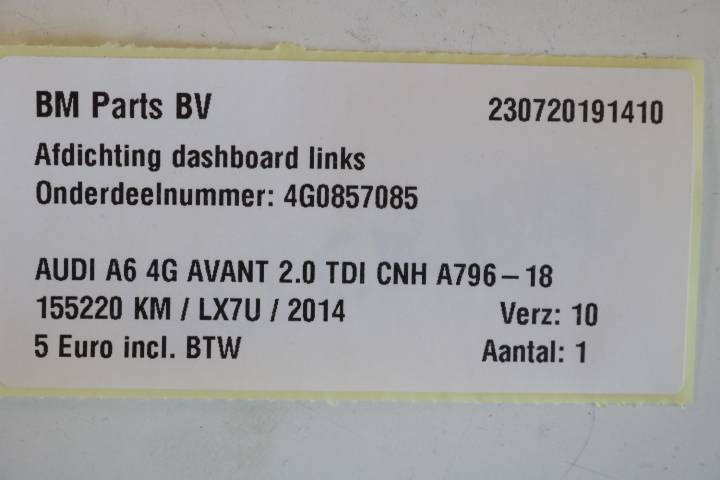 BM Parts BV 230720191410
Afdichting dashboard links
Onderdeelnummer: 4G0857085
AUDI A6 4G AVANT 2.0 TDI CNH A796-18
155220 KM / LX7U / 2014 Verz: 10
5 Euro incl. BTW Aantal: 1